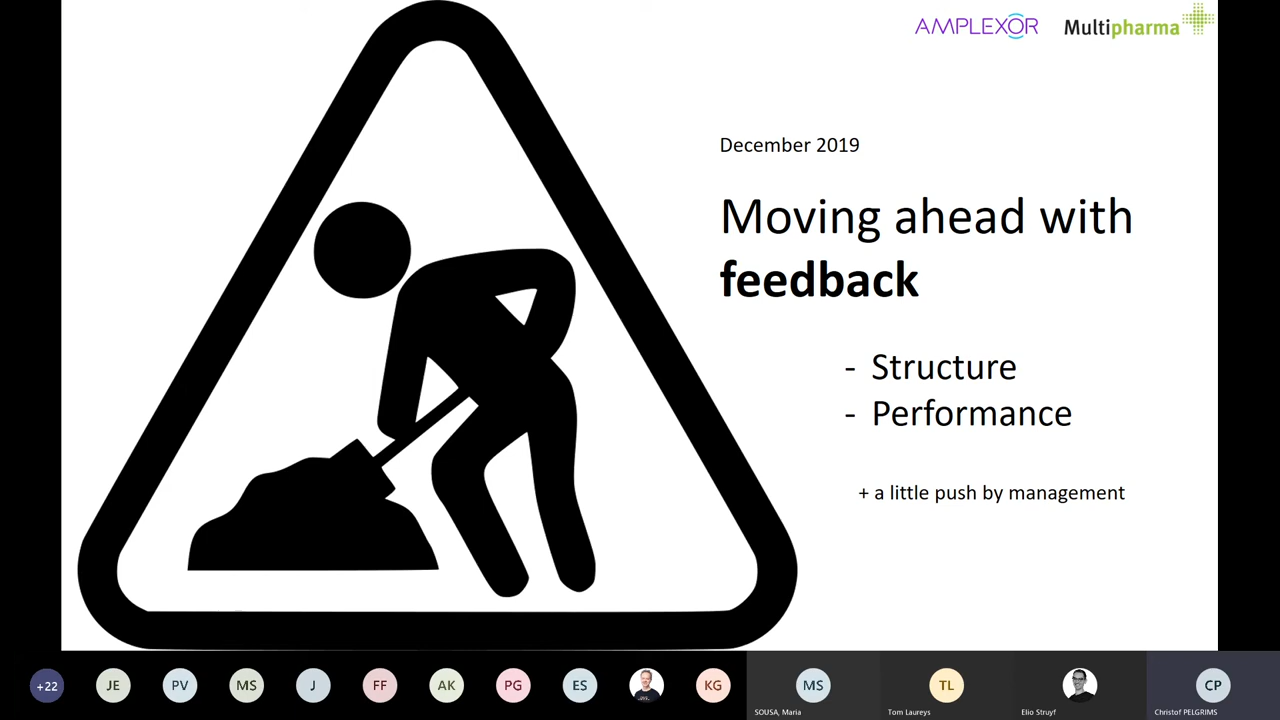 AMPLEXOR
Multipharma
December 2019
Moving ahead with
feedback
- Structure
- Performance
+ a little push by management
+22
JE
PV
MS
J
FF
AK
PG
ES
KG
MS
TL
CP
SOUSA, Maria
Tom Laureys
Elio Struyf
Christof PELGRIMS